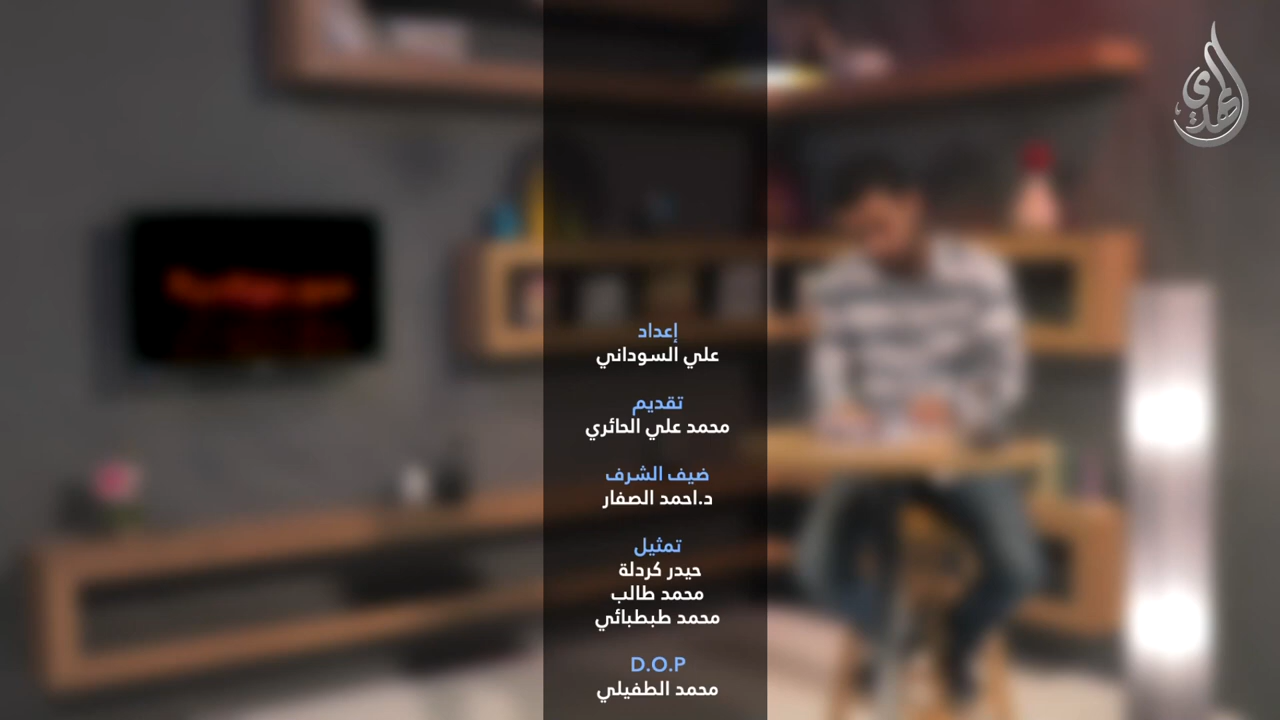 المهدي
إعداد
علي السوداني
تقديم
محمد علي الحائري
ضيف الشرف
د.احمد الصفار
تمثيل
حيدر كردلة
محمد طالب
محمد طبطبائي
D.O.P
محمد الطفيلي